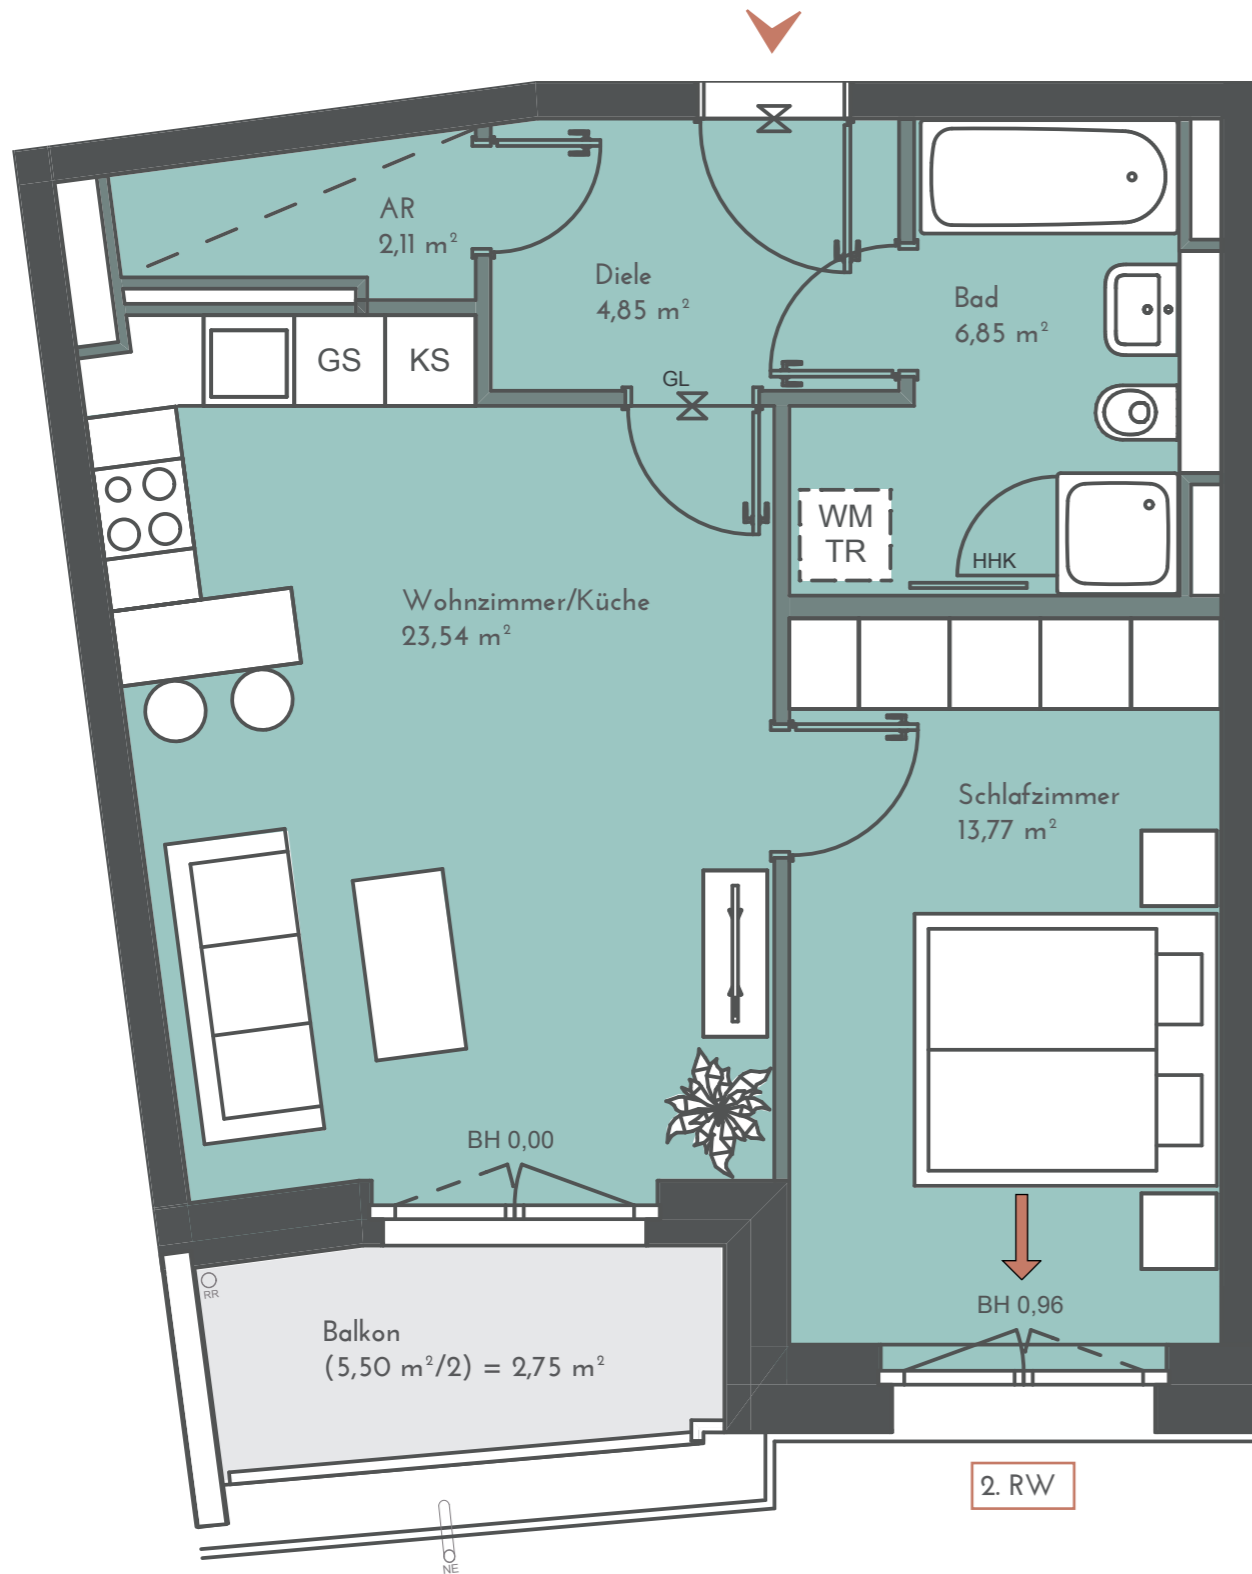 AR
2,11 m²
Diele
4,85 m²
Bad
6,85 m²
GS
KS
GL
WM
TR
HHK
Wohnzimmer/Küche
23,54 m²
Schlafzimmer
13,77 m²
BH 0,00
BH 0,96
RR
Balkon
(5,50 m²/2) = 2,75 m²
2. RW
NE